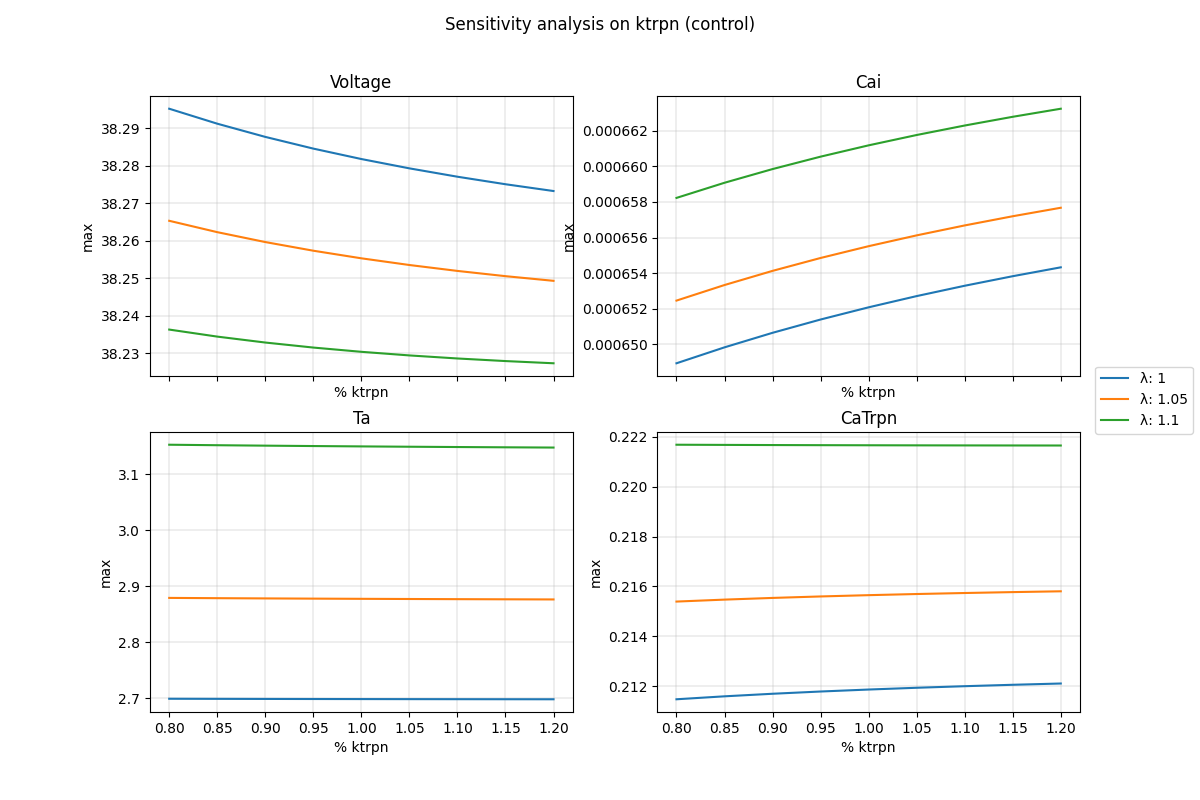 Sensitivity analysis on ktrpn (control)
Voltage
38.29
38.28
38.27
38.26
38.25
38.24
38.23
max
% ktrpn
Cai
0.000662
0.000660
0.000658
0.000656
0.000654
0.000652
0.000650
max
% ktrpn
λ: 1
λ: 1.05
λ: 1.1
Ta
3.1
3.0
2.9
2.8
2.7
max
0.80 0.85 0.90 0.95 1.00 1.05 1.10 1.15 1.20
% ktrpn
CaTrpn
0.222
0.220
0.218
0.216
0.214
0.212
max
0.80 0.85 0.90 0.95 1.00 1.05 1.10 1.15 1.20
% ktrpn